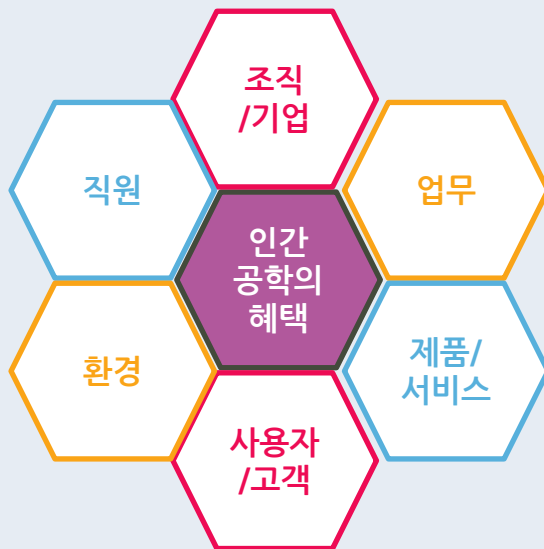 조직
/기업
직원
업무
인간
공학의
혜택
환경
제품/
서비스
사용자
/고객